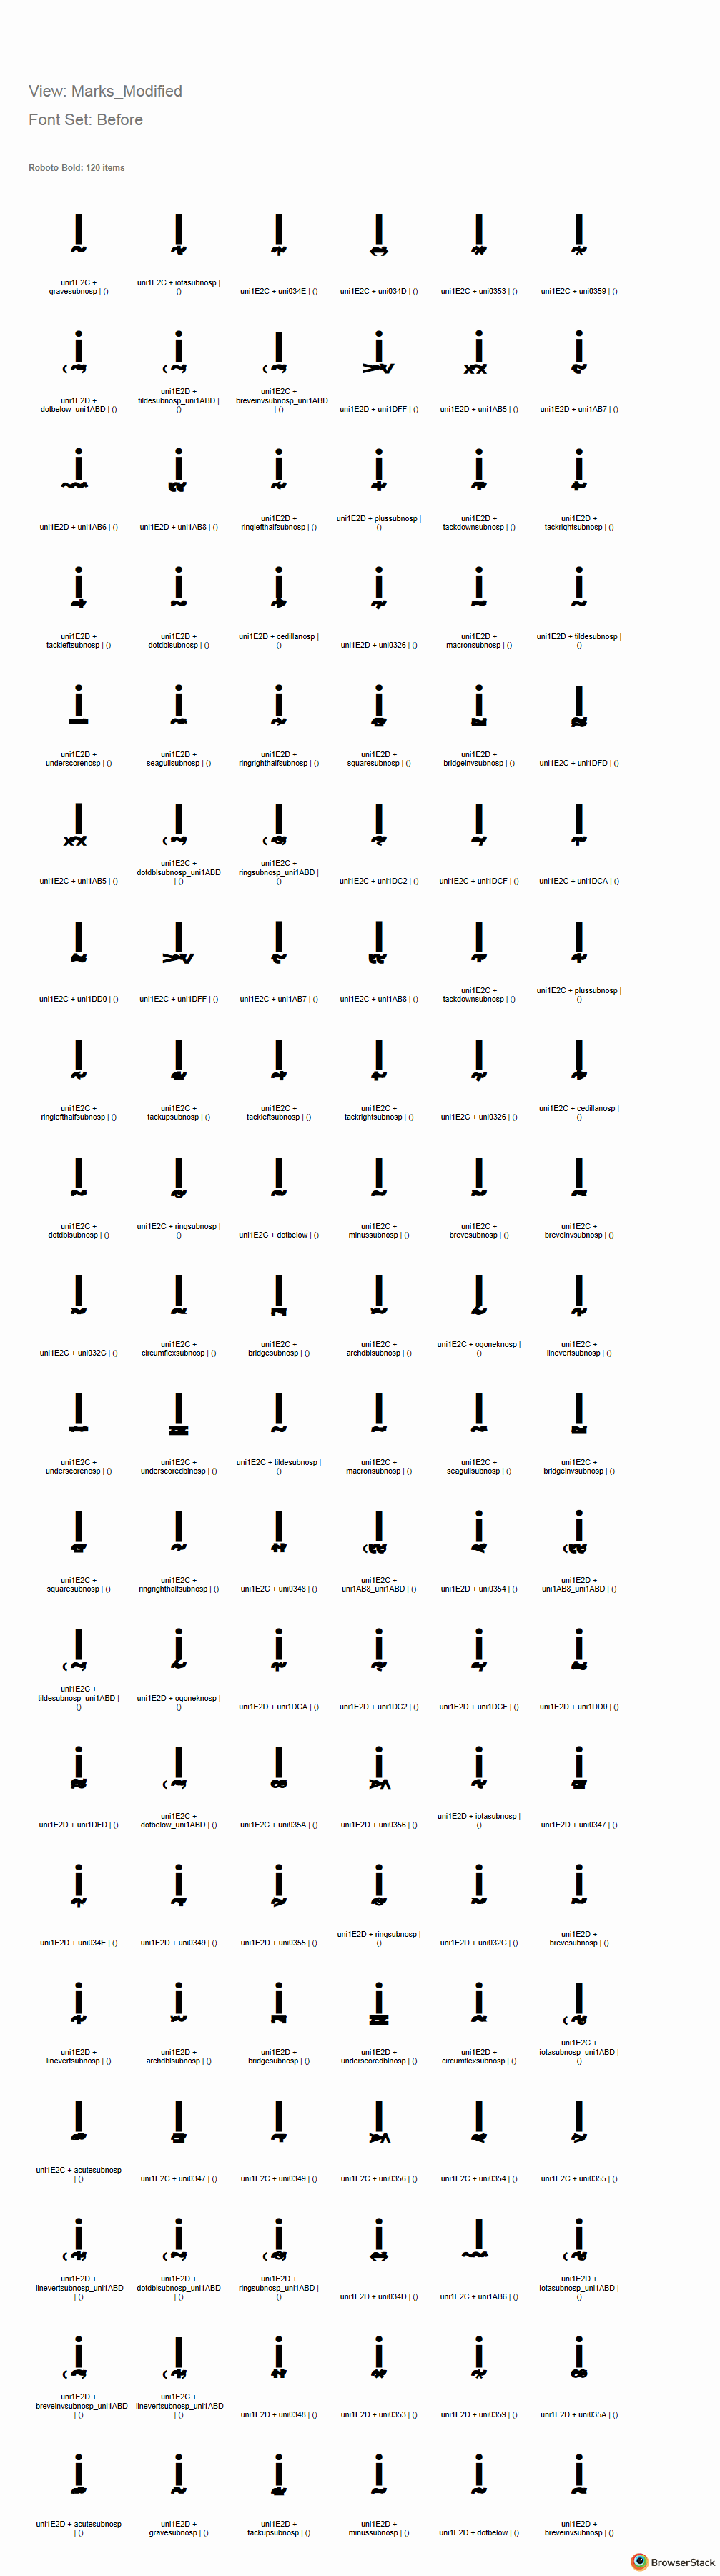 View: Marks_Modified
Font Set: Before
Roboto-Bold: 120 items
uni1E2C +
gravesubnosp | ()
uni1E2C + iotasubnosp |
()
uni1E2C + uni034E | ()
uni1E2C + uni034D | ()
uni1E2C + uni0353 | ()
uni1E2C + uni0359 | ()
uni1E2D +
dotbelow_uni1ABD | ()
uni1E2D +
tildesubnosp_uni1ABD |
()
uni1E2C +
breveinvsubnosp_uni1ABD
| ()
uni1E2D + uni1DFF | ()
uni1E2D + uni1AB5 | ()
uni1E2D + uni1AB7 | ()
uni1E2D + uni1AB6 | ()
uni1E2D + uni1AB8 | ()
uni1E2D +
ringlefthalfsubnosp | ()
uni1E2D + plussubnosp |
()
uni1E2D +
tackdownsubnosp | ()
uni1E2D +
tackrightsubnosp | ()
uni1E2D +
tackleftsubnosp | ()
uni1E2D +
dotdblsubnosp | ()
uni1E2D + cedillanosp |
()
uni1E2D + uni0326 | ()
uni1E2D +
macronsubnosp | ()
uni1E2D + tildesubnosp |
()
uni1E2D +
underscorenosp | ()
uni1E2D +
seagullsubnosp | ()
uni1E2D +
ringrighthalfsubnosp | ()
uni1E2D +
squaresubnosp | ()
uni1E2D +
bridgeinvsubnosp | ()
uni1E2C + uni1DFD | ()
uni1E2C + uni1AB5 | ()
uni1E2C +
dotdblsubnosp_uni1ABD
| ()
uni1E2C +
ringsubnosp_uni1ABD |
()
uni1E2C + uni1DC2 | ()
uni1E2C + uni1DCF | ()
uni1E2C + uni1DCA | ()
uni1E2C + uni1DD0 | ()
uni1E2C + uni1DFF | ()
uni1E2C + uni1AB7 | ()
uni1E2C + uni1AB8 | ()
uni1E2C +
tackdownsubnosp | ()
uni1E2C + plussubnosp |
()
uni1E2C +
ringlefthalfsubnosp | ()
uni1E2C +
tackupsubnosp | ()
uni1E2C +
tackleftsubnosp | ()
uni1E2C +
tackrightsubnosp | ()
uni1E2C + uni0326 | ()
uni1E2C + cedillanosp |
()
uni1E2C +
dotdblsubnosp | ()
uni1E2C + ringsubnosp |
()
uni1E2C + dotbelow | ()
uni1E2C +
minussubnosp | ()
uni1E2C +
brevesubnosp | ()
uni1E2C +
breveinvsubnosp | ()
uni1E2C + uni032C | ()
uni1E2C +
circumflexsubnosp | ()
uni1E2C +
bridgesubnosp | ()
uni1E2C +
archdblsubnosp | ()
uni1E2C + ogoneknosp |
()
uni1E2C +
linevertsubnosp | ()
uni1E2C +
underscorenosp | ()
uni1E2C +
underscoredblnosp | ()
uni1E2C + tildesubnosp |
()
uni1E2C +
macronsubnosp | ()
uni1E2C +
seagullsubnosp | ()
uni1E2C +
bridgeinvsubnosp | ()
uni1E2C +
squaresubnosp | ()
uni1E2C +
ringrighthalfsubnosp | ()
uni1E2C + uni0348 | ()
uni1E2C +
uni1AB8_uni1ABD | ()
uni1E2D + uni0354 | ()
uni1E2D +
uni1AB8_uni1ABD | ()
uni1E2C +
tildesubnosp_uni1ABD |
()
uni1E2D + ogoneknosp |
()
uni1E2D + uni1DCA | ()
uni1E2D + uni1DC2 | ()
uni1E2D + uni1DCF | ()
uni1E2D + uni1DD0 | ()
uni1E2D + uni1DFD | ()
uni1E2C +
dotbelow_uni1ABD | ()
uni1E2C + uni035A | ()
uni1E2D + uni0356 | ()
uni1E2D + iotasubnosp |
()
uni1E2D + uni0347 | ()
uni1E2D + uni034E | ()
uni1E2D + uni0349 | ()
uni1E2D + uni0355 | ()
uni1E2D + ringsubnosp |
()
uni1E2D + uni032C | ()
uni1E2D +
brevesubnosp | ()
uni1E2D +
linevertsubnosp | ()
uni1E2D +
archdblsubnosp | ()
uni1E2D +
bridgesubnosp | ()
uni1E2D +
underscoredblnosp | ()
uni1E2D +
circumflexsubnosp | ()
uni1E2C +
iotasubnosp_uni1ABD |
()
uni1E2C + acutesubnosp
| ()
uni1E2C + uni0347 | ()
uni1E2C + uni0349 | ()
uni1E2C + uni0356 | ()
uni1E2C + uni0354 | ()
uni1E2C + uni0355 | ()
uni1E2D +
linevertsubnosp_uni1ABD
| ()
uni1E2D +
dotdblsubnosp_uni1ABD
| ()
uni1E2D +
ringsubnosp_uni1ABD |
()
uni1E2D + uni034D | ()
uni1E2C + uni1AB6 | ()
uni1E2D +
iotasubnosp_uni1ABD |
()
uni1E2D +
breveinvsubnosp_uni1ABD
| ()
uni1E2C +
linevertsubnosp_uni1ABD
| ()
uni1E2D + uni0348 | ()
uni1E2D + uni0353 | ()
uni1E2D + uni0359 | ()
uni1E2D + uni035A | ()
uni1E2D + acutesubnosp
| ()
uni1E2D +
gravesubnosp | ()
uni1E2D +
tackupsubnosp | ()
uni1E2D +
minussubnosp | ()
uni1E2D + dotbelow | ()
uni1E2D +
breveinvsubnosp | ()
BrowserStack